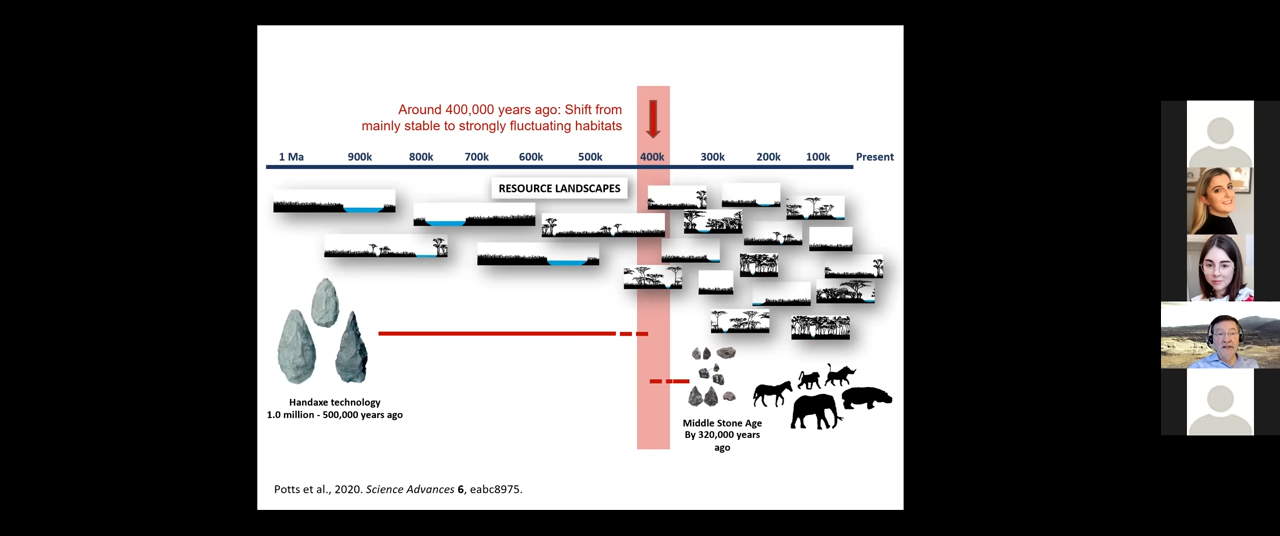 Around 400,000 years ago: Shift from
mainly stable to strongly fluctuating habitats
1 Ma 900k 800k 700k 600k 500k 400k 300k 200k 100k Present
RESOURCE LANDSCAPES
Handaxe technology
1.0 million - 500,000 years ago
Middle Stone Age
By 320,000 years
ago
Potts et al., 2020. Science Advances 6, eabc8975.